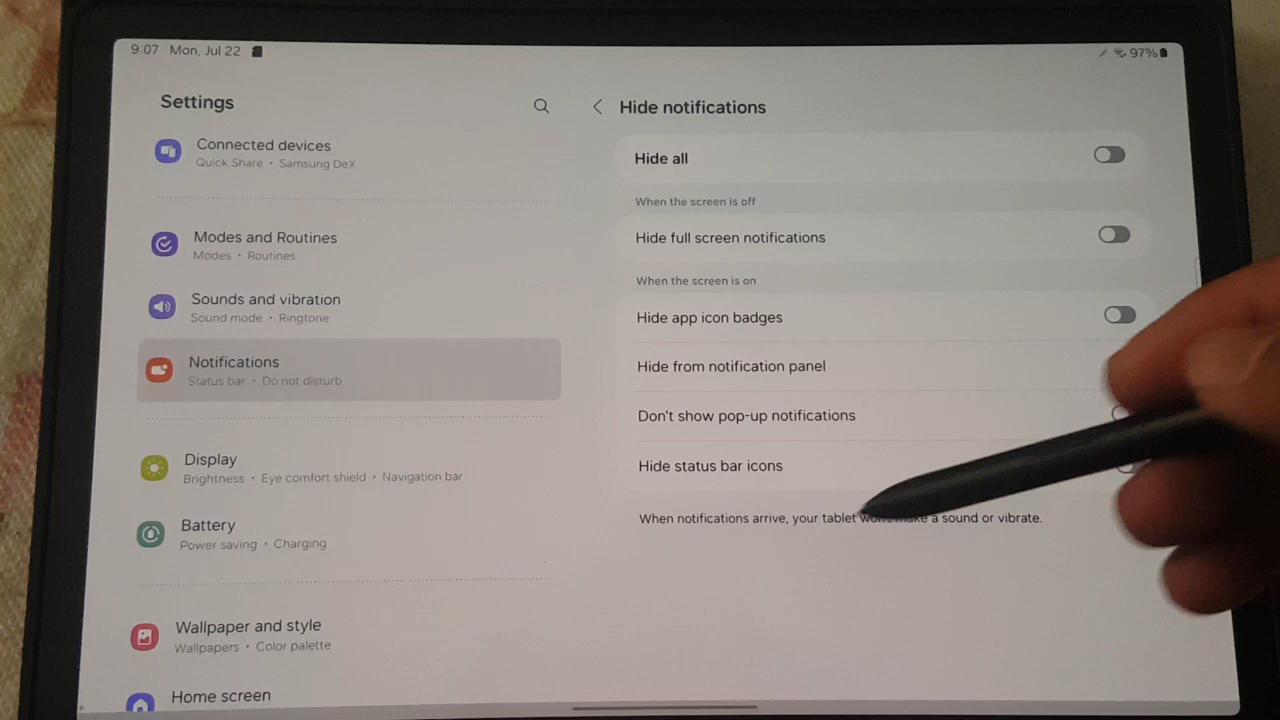 9:07 Mon, Jul 22
97%
Settings
Connected devices
Quick Share • Samsung DeX
Modes and Routines
Modes • Routines
Sounds and vibration
Sound mode • Ringtone
Notifications
Status bar • Do not disturb
Display
Brightness • Eye comfort shield • Navigation bar
Battery
Power saving • Charging
Wallpaper and style
Wallpapers • Color palette
Home screen
Hide notifications
Hide all
When the screen is off
Hide full screen notifications
When the screen is on
Hide app icon badges
Hide from notification panel
Don't show pop-up notifications
Hide status bar icons
When notifications arrive, your tablet won't make a sound or vibrate.